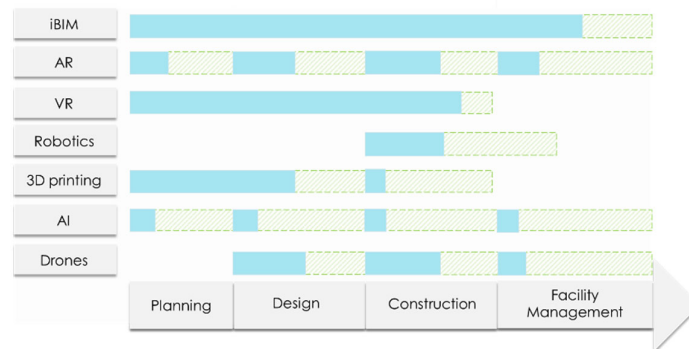 iBIM
AR
VR
Robotics
3D printing
AI
Drones
Planning
Design
Construction
Facility
Management